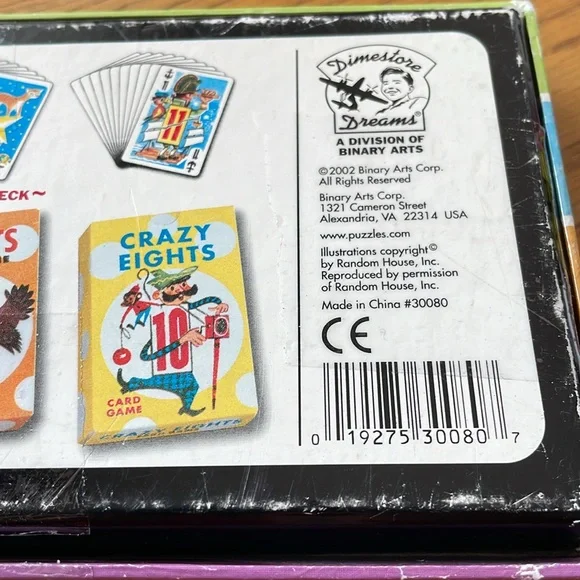 Dimestore
Dreams
A DIVISION OF
BINARY ARTS
©2002 Binary Arts Corp.
All Rights Reserved
Binary Arts Corp.
1321 Cameron Street
Alexandria, VA 22314 USA
www.puzzles.com
Illustrations copyright©
by Random House, Inc.
Reproduced by permission
of Random House, Inc.
Made in China #30080
CE
0 19275 30080 7
11
ECK~
CRAZY
EIGHTS
10
CARD
GAME
CRAZY EIGHTS